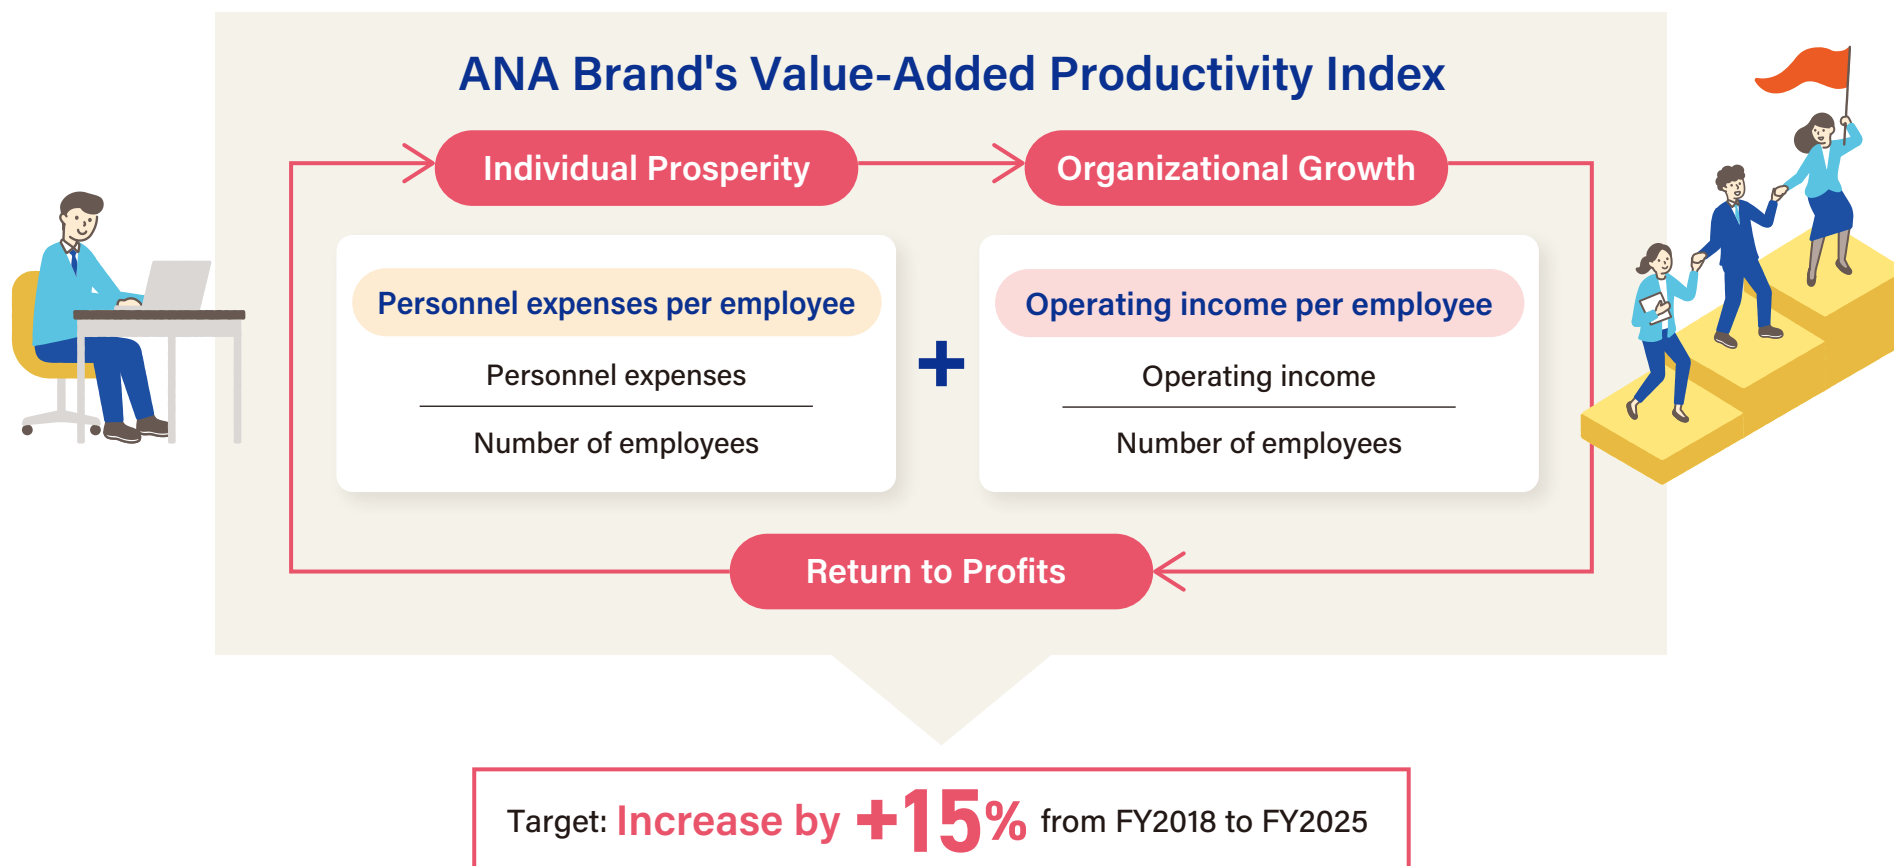 ANA Brand's Value-Added Productivity Index
Individual Prosperity
Organizational Growth
Personnel expenses per employee
Personnel expenses
Number of employees
+
Operating income per employee
Operating income
Number of employees
Return to Profits
Target: Increase by +15% from FY2018 to FY2025